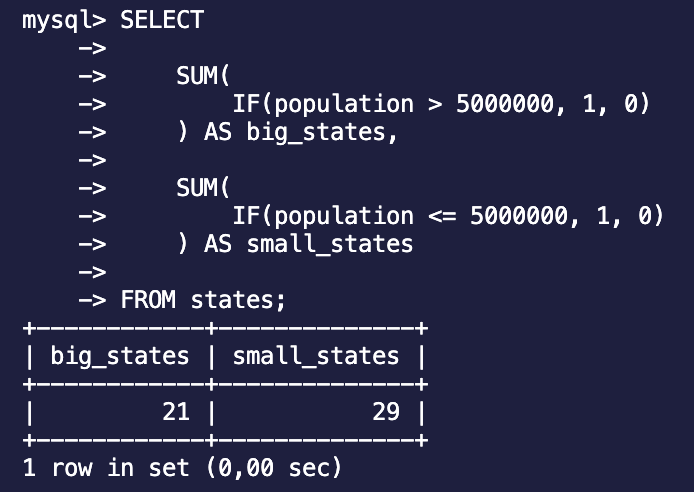 mysql> SELECT
    ->
    ->     SUM(
    ->         IF(population > 5000000, 1, 0)
    ->     ) AS big_states,
    ->
    ->     SUM(
    ->         IF(population <= 5000000, 1, 0)
    ->     ) AS small_states
    ->
    -> FROM states;
+------------+--------------+
| big_states | small_states |
+------------+--------------+
|         21 |           29 |
+------------+--------------+
1 row in set (0,00 sec)